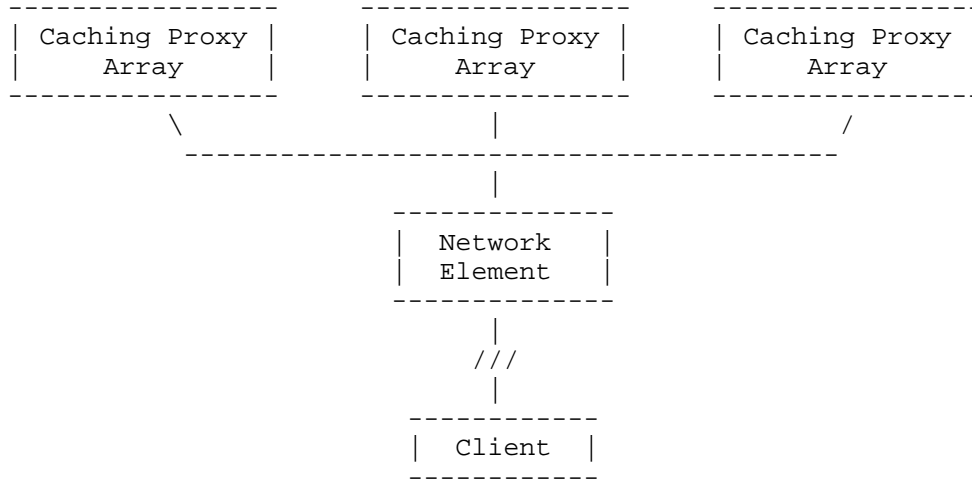 Caching Proxy Caching Proxy Caching Proxy
Array Array Array
Network
Element
///
Client